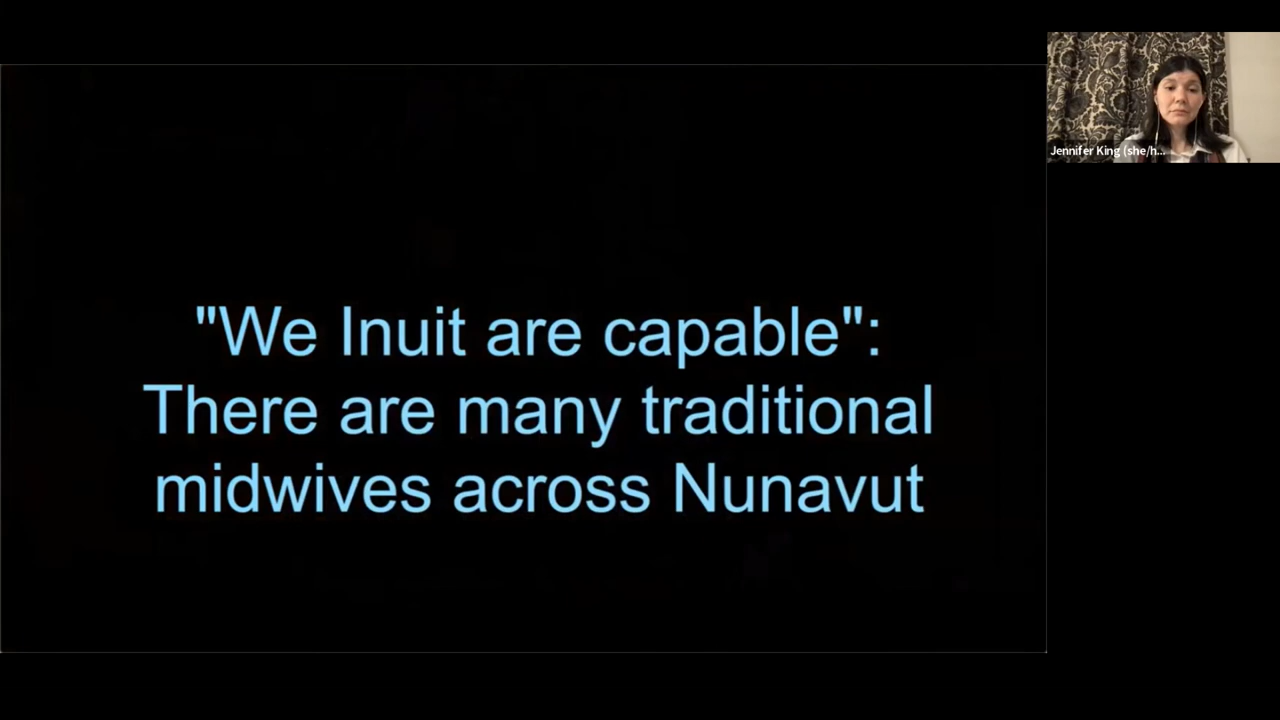 "We Inuit are capable":
There are many traditional
midwives across Nunavut
Jennifer King (she/h...